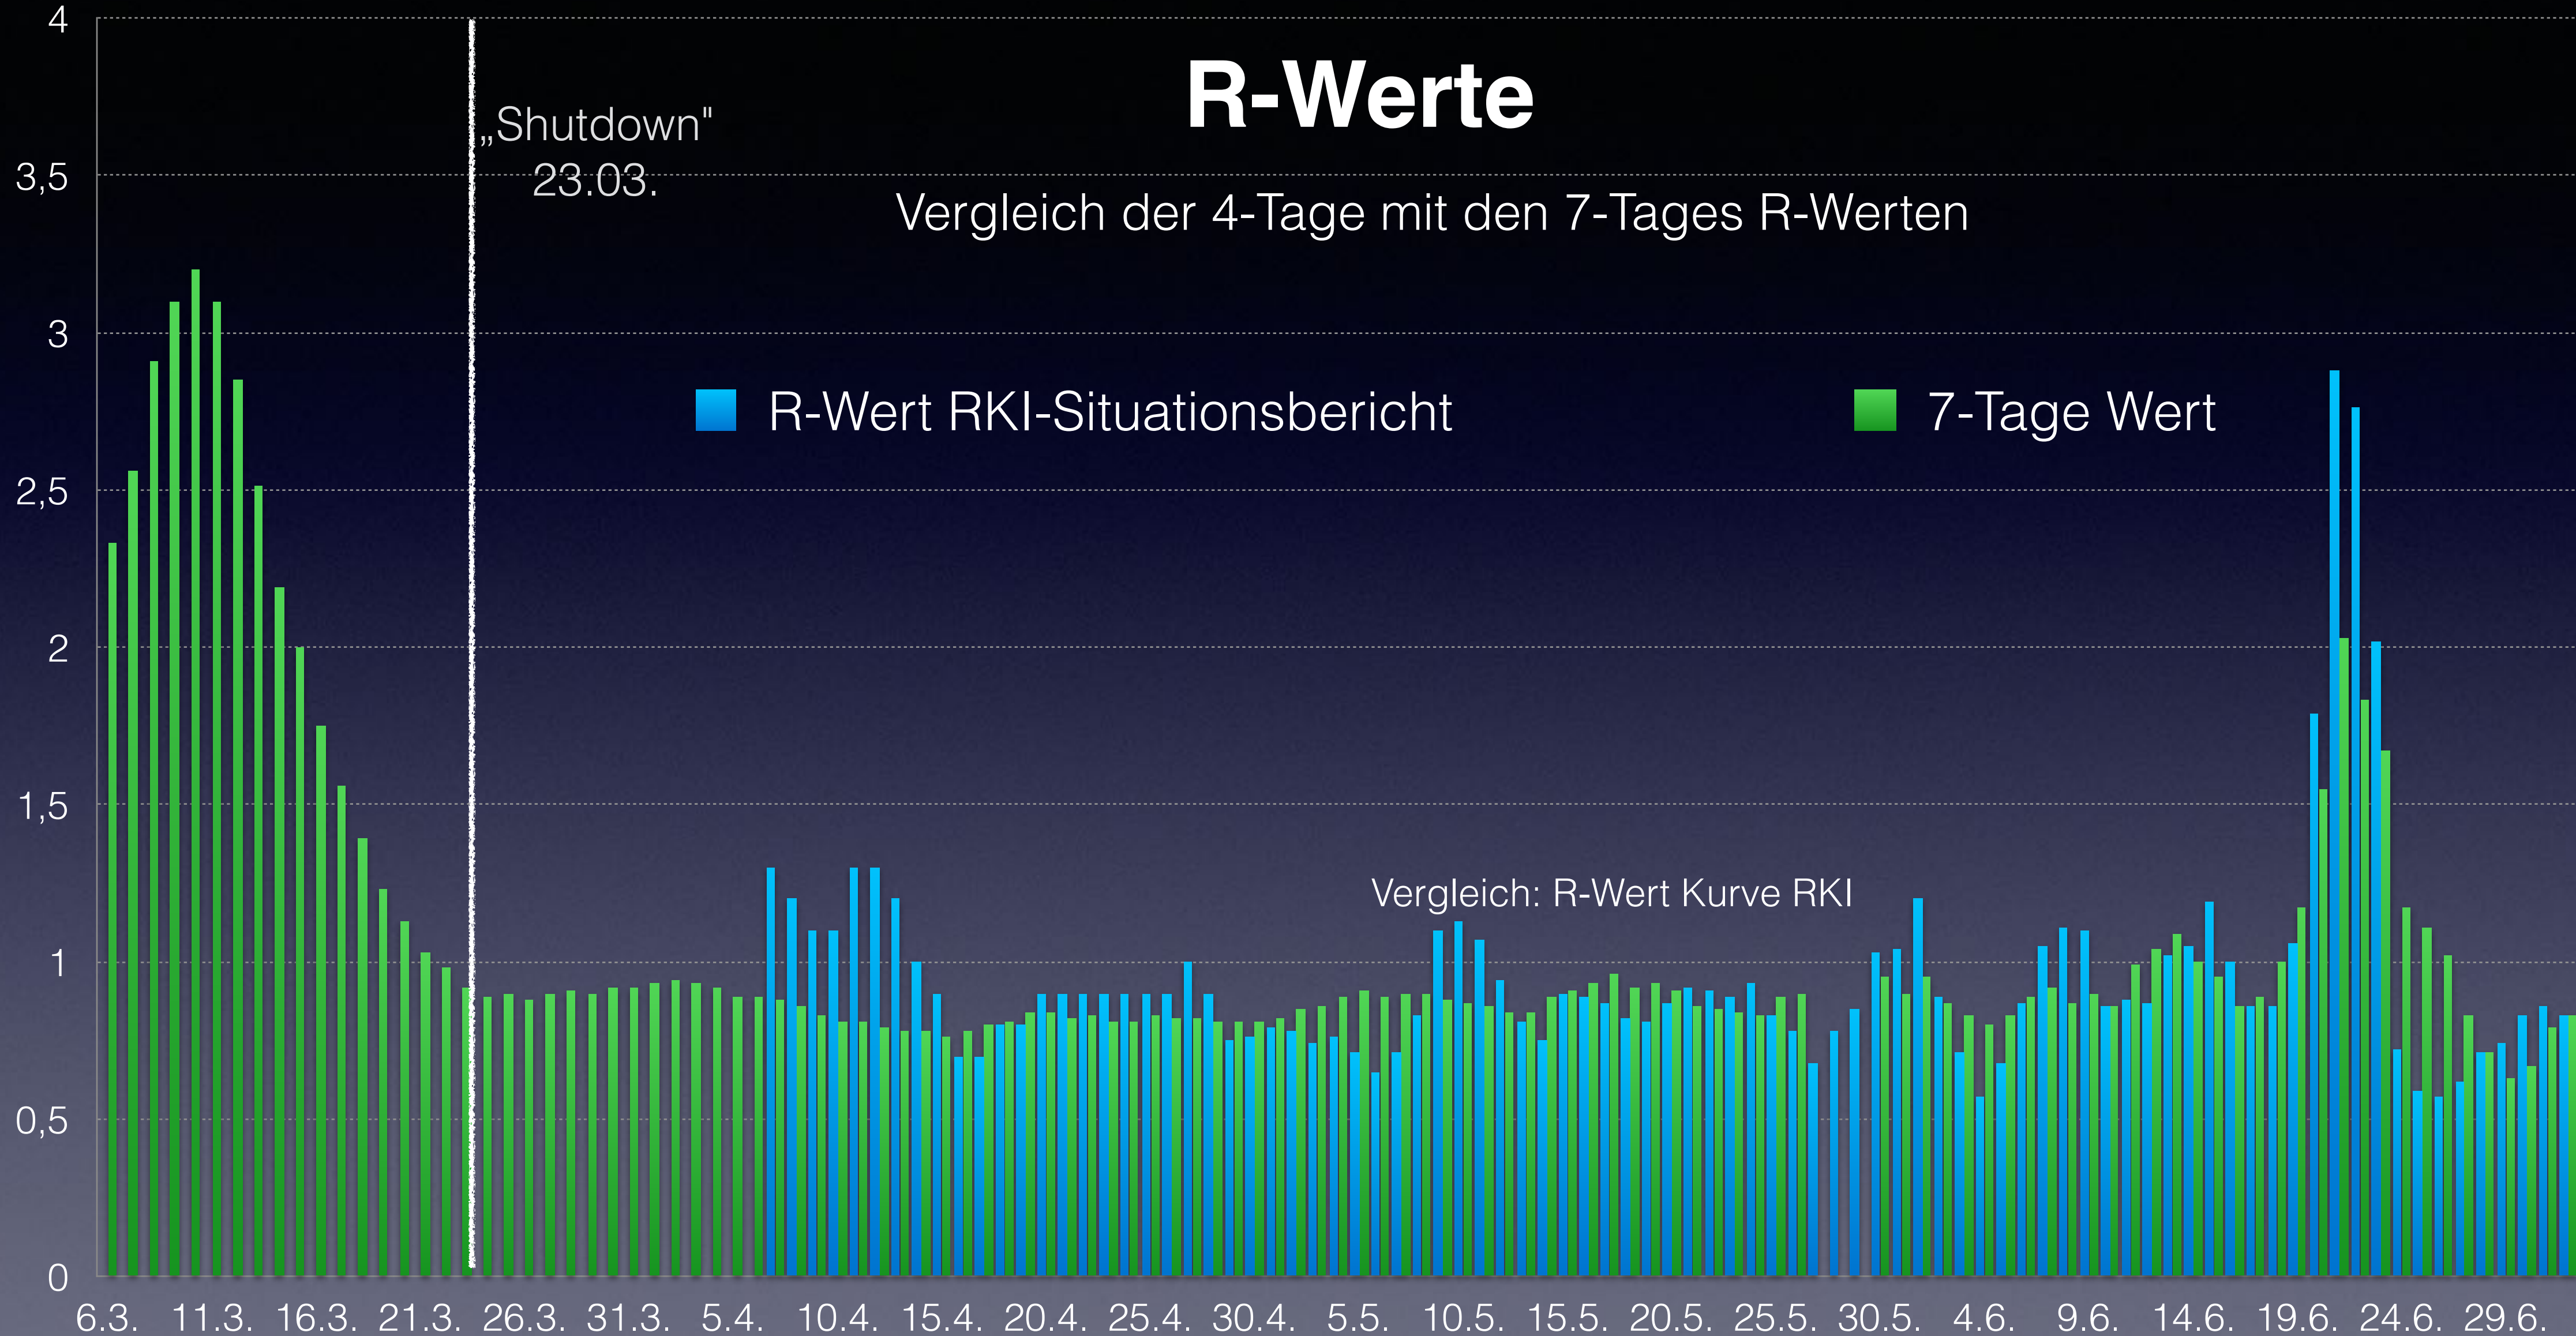 R-Werte
„Shutdown"
23.03.
Vergleich der 4-Tage mit den 7-Tages R-Werten
R-Wert RKI-Situationsbericht
7-Tage Wert
Vergleich: R-Wert Kurve RKI
4
3,5
3
2,5
2
1,5
1
0,5
0
6.3. 11.3. 16.3. 21.3. 26.3. 31.3. 5.4. 10.4. 15.4. 20.4. 25.4. 30.4. 5.5. 10.5. 15.5. 20.5. 25.5. 30.5. 4.6. 9.6. 14.6. 19.6. 24.6. 29.6.